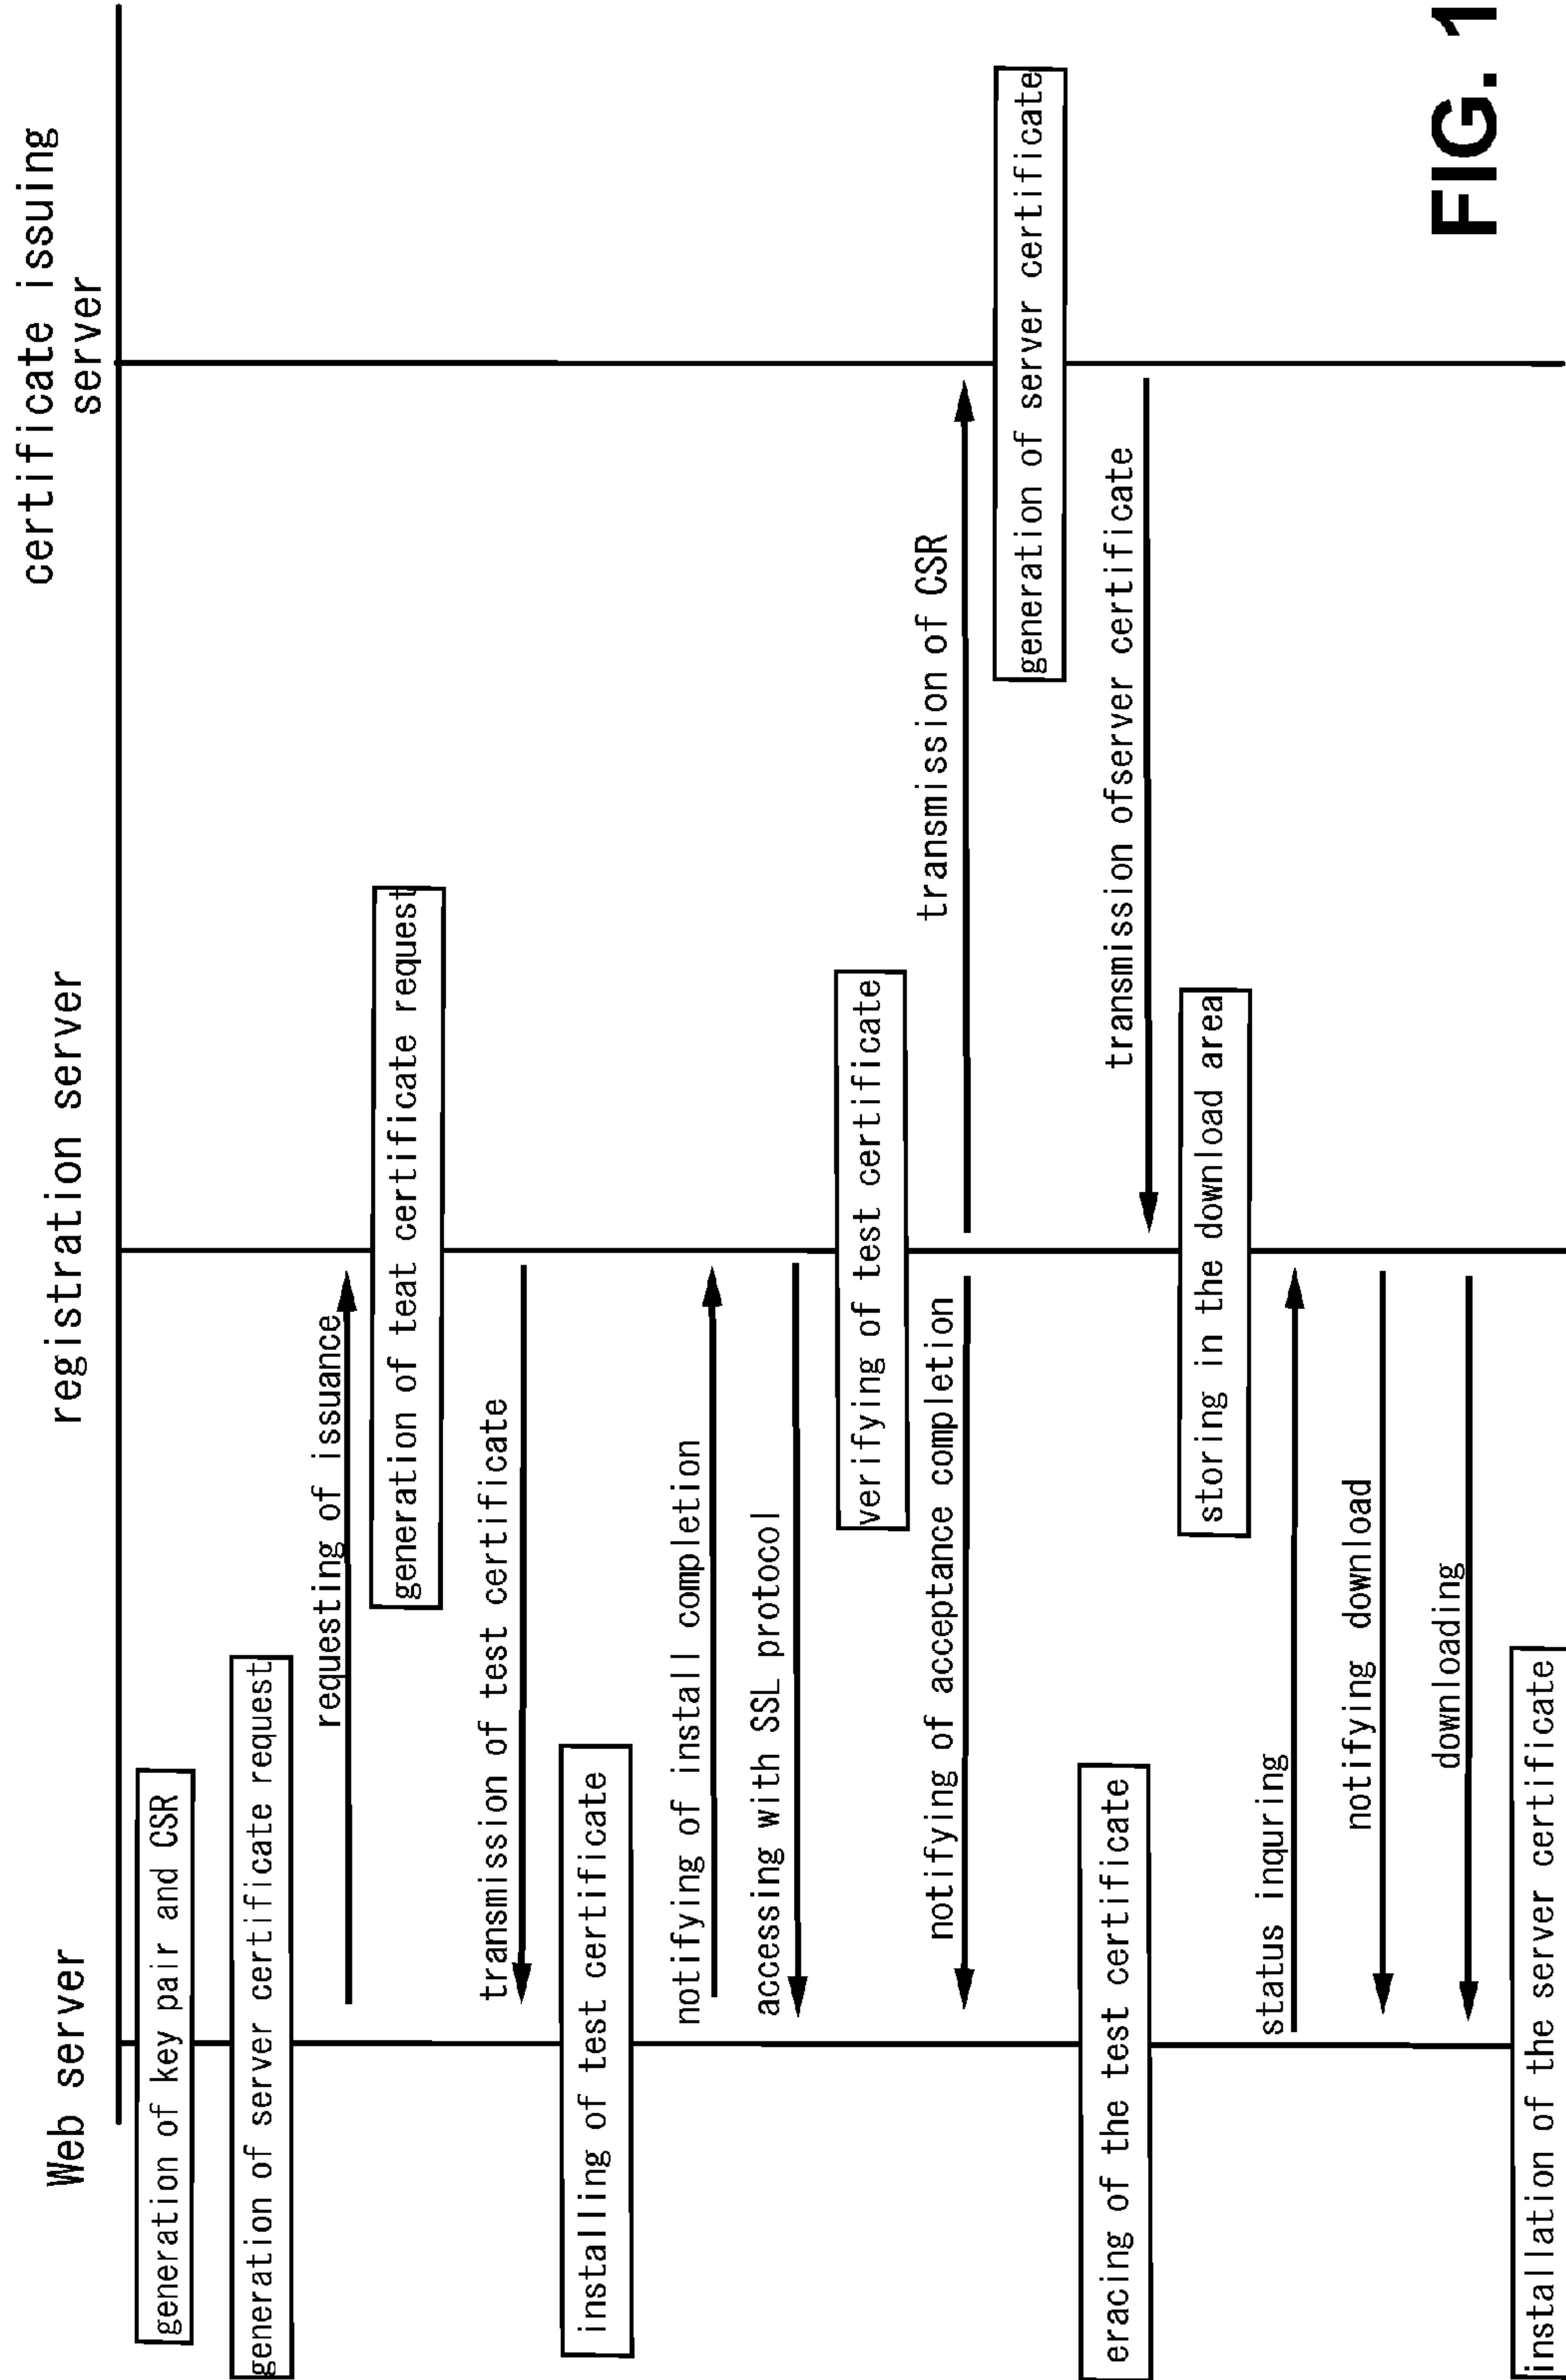 Web server
registration server
certificate issuing
server
generation of key pair and CSR
generation of server certificate request
requesting of issuance
generation of teat certificate request
transmission of test certificate
installing of test certificate
notifying of install completion
accessing with SSL protocol
verifying of test certificate
notifying of acceptance completion
transmission of CSR
generation of server certificate
eracing of the test certificate
transmission ofserver certificate
storing in the download area
status inquring
notifying download
downloading
installation of the server certificate
FIG. 1